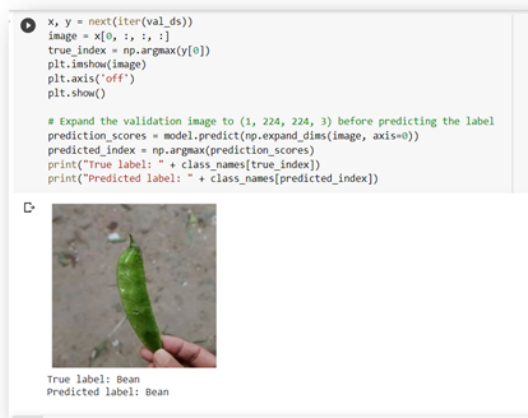 x, y = next(iter(val_ds))
image = x[0, :, :, :]
true_index = np.argmax(y[0])
plt.imshow(image)
plt.axis('off')
plt.show()
# Expand the validation image to (1, 224, 224, 3) before predicting the label
prediction_scores = model.predict(np.expand_dims(image, axis=0))
predicted_index = np.argmax(prediction_scores)
print("True label: " + class_names[true_index])
print("Predicted label: " + class_names[predicted_index])
True label: Bean
Predicted label: Bean